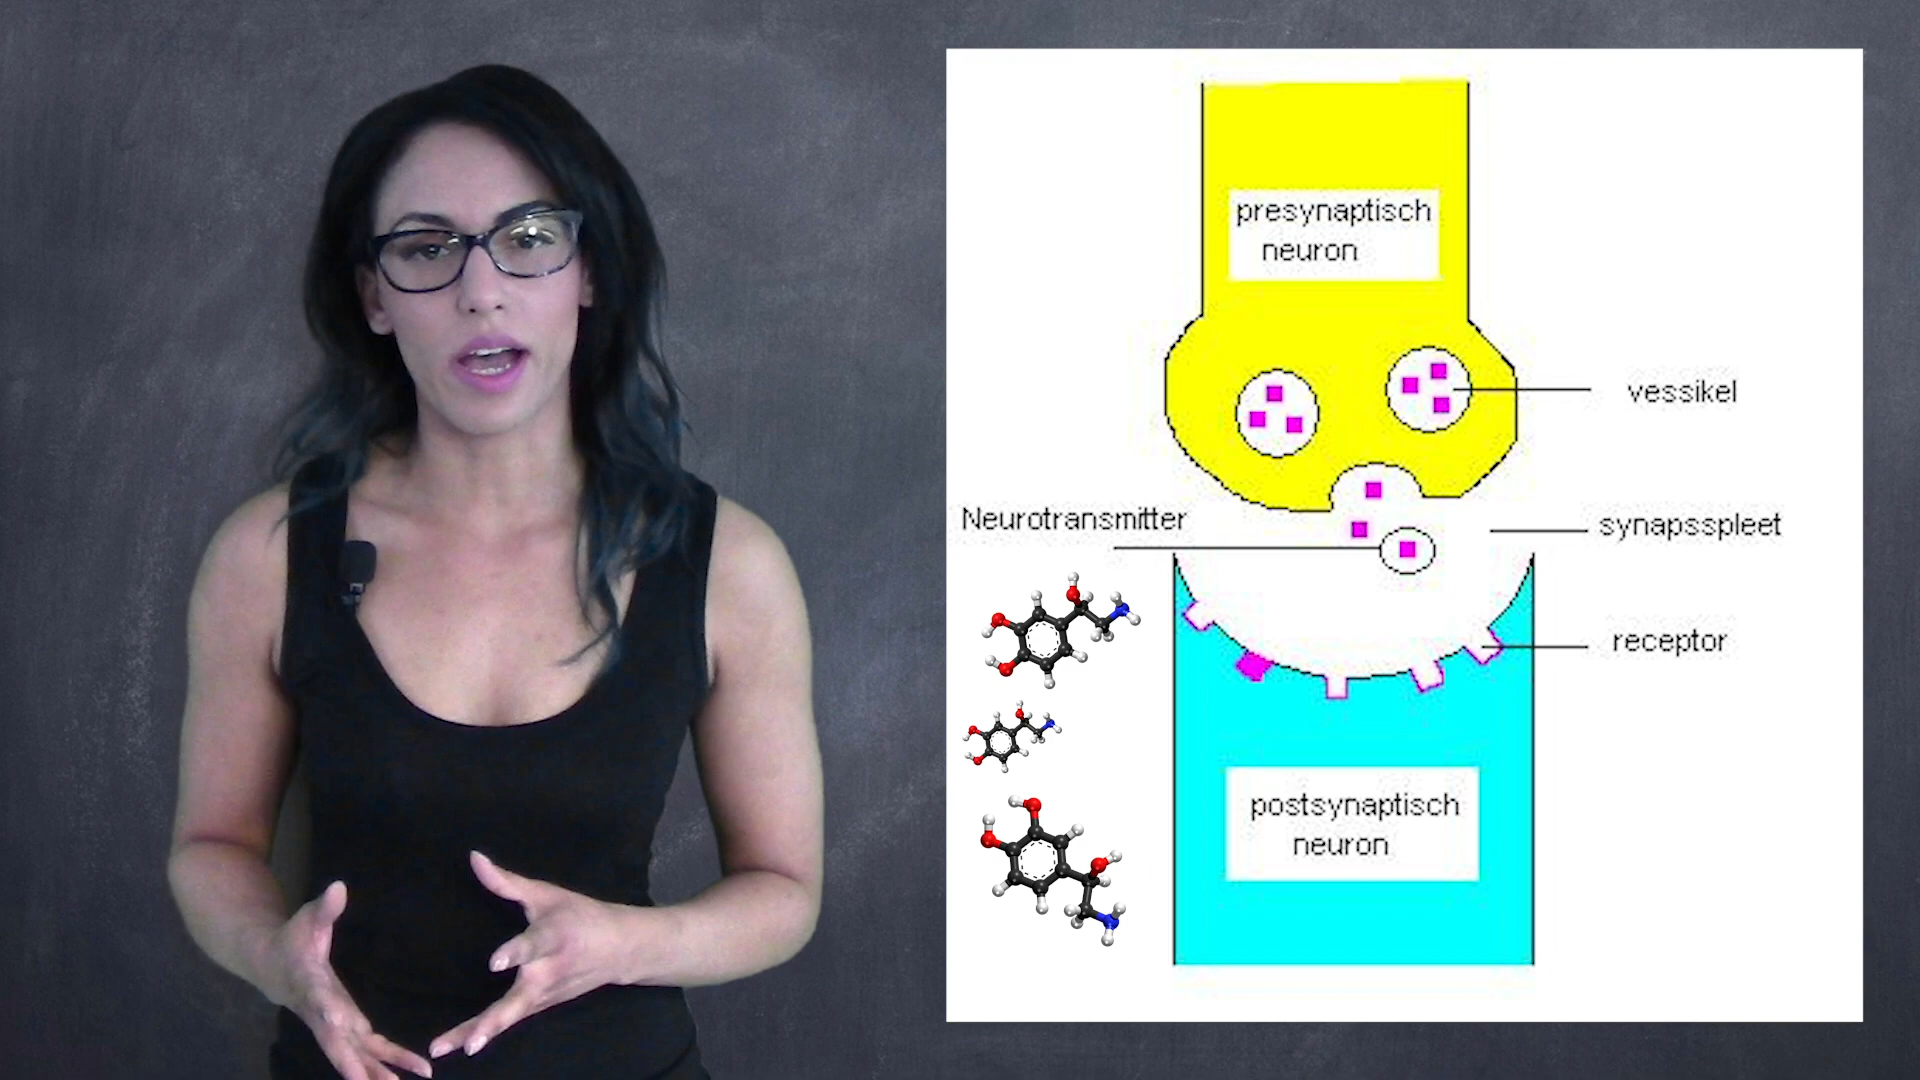 presynaptisch
neuron
vessikel
Neurotransmitter
synapsspleet
receptor
postsynaptisch
neuron